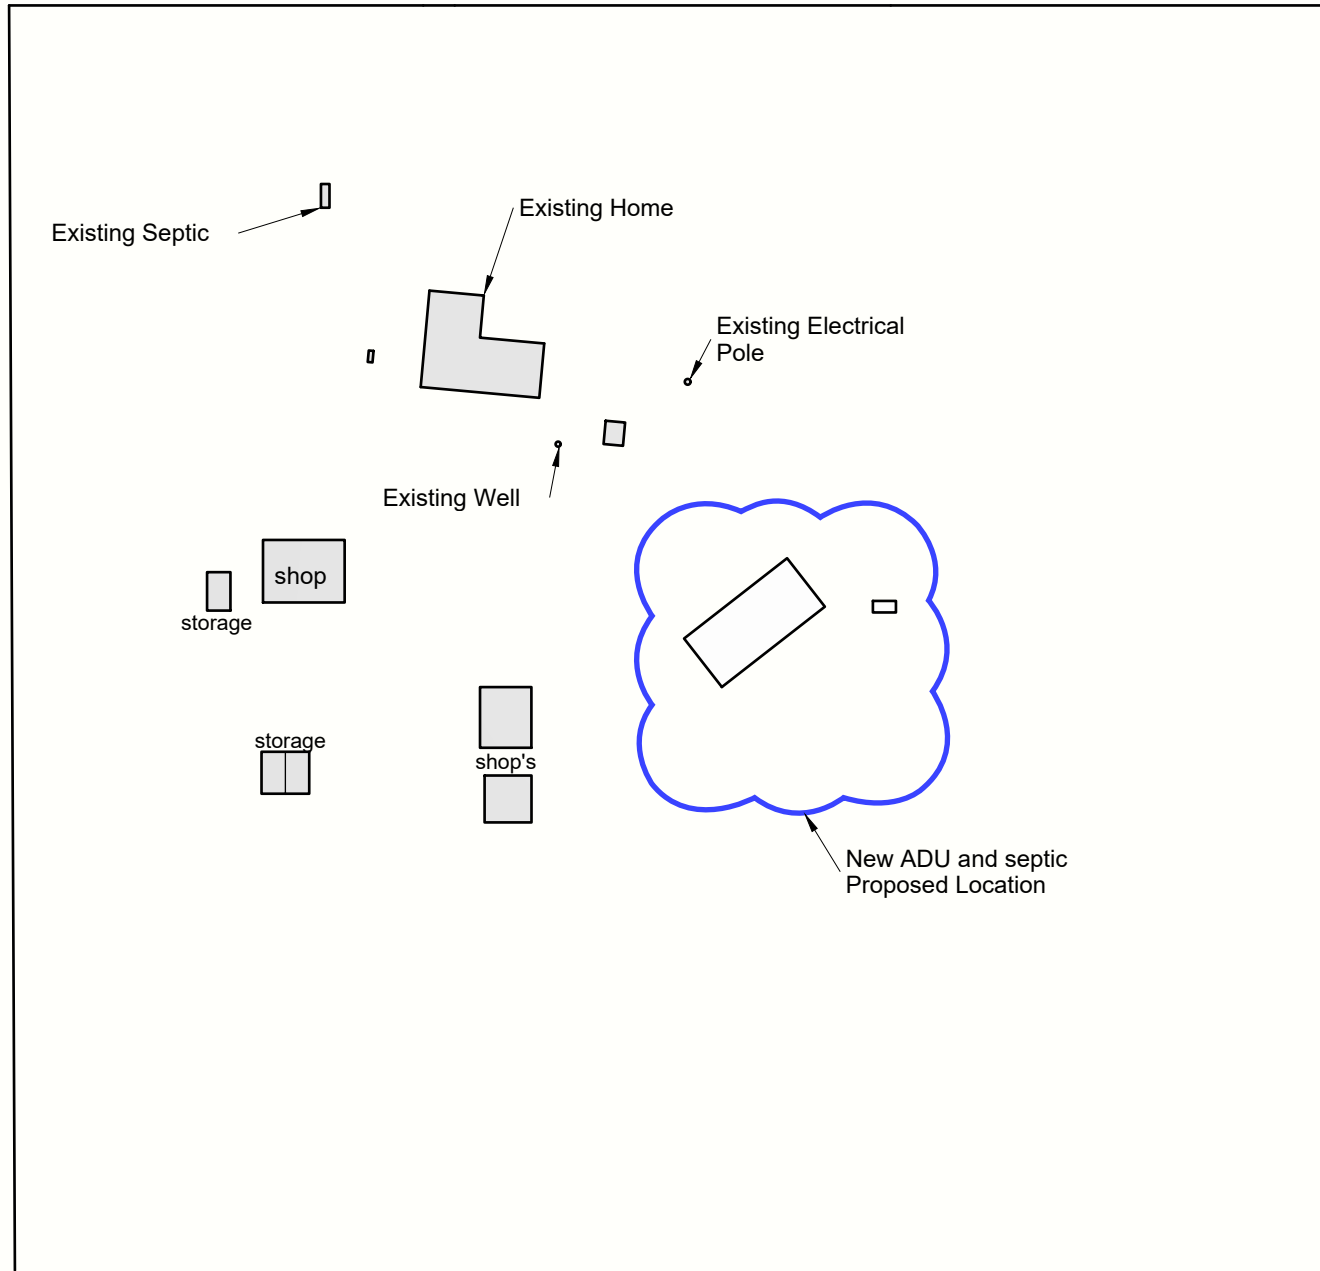 Existing Home
Existing Septic
Existing Electrical
Pole
Existing Well
shop
storage
storage
shop's
New ADU and septic
Proposed Location